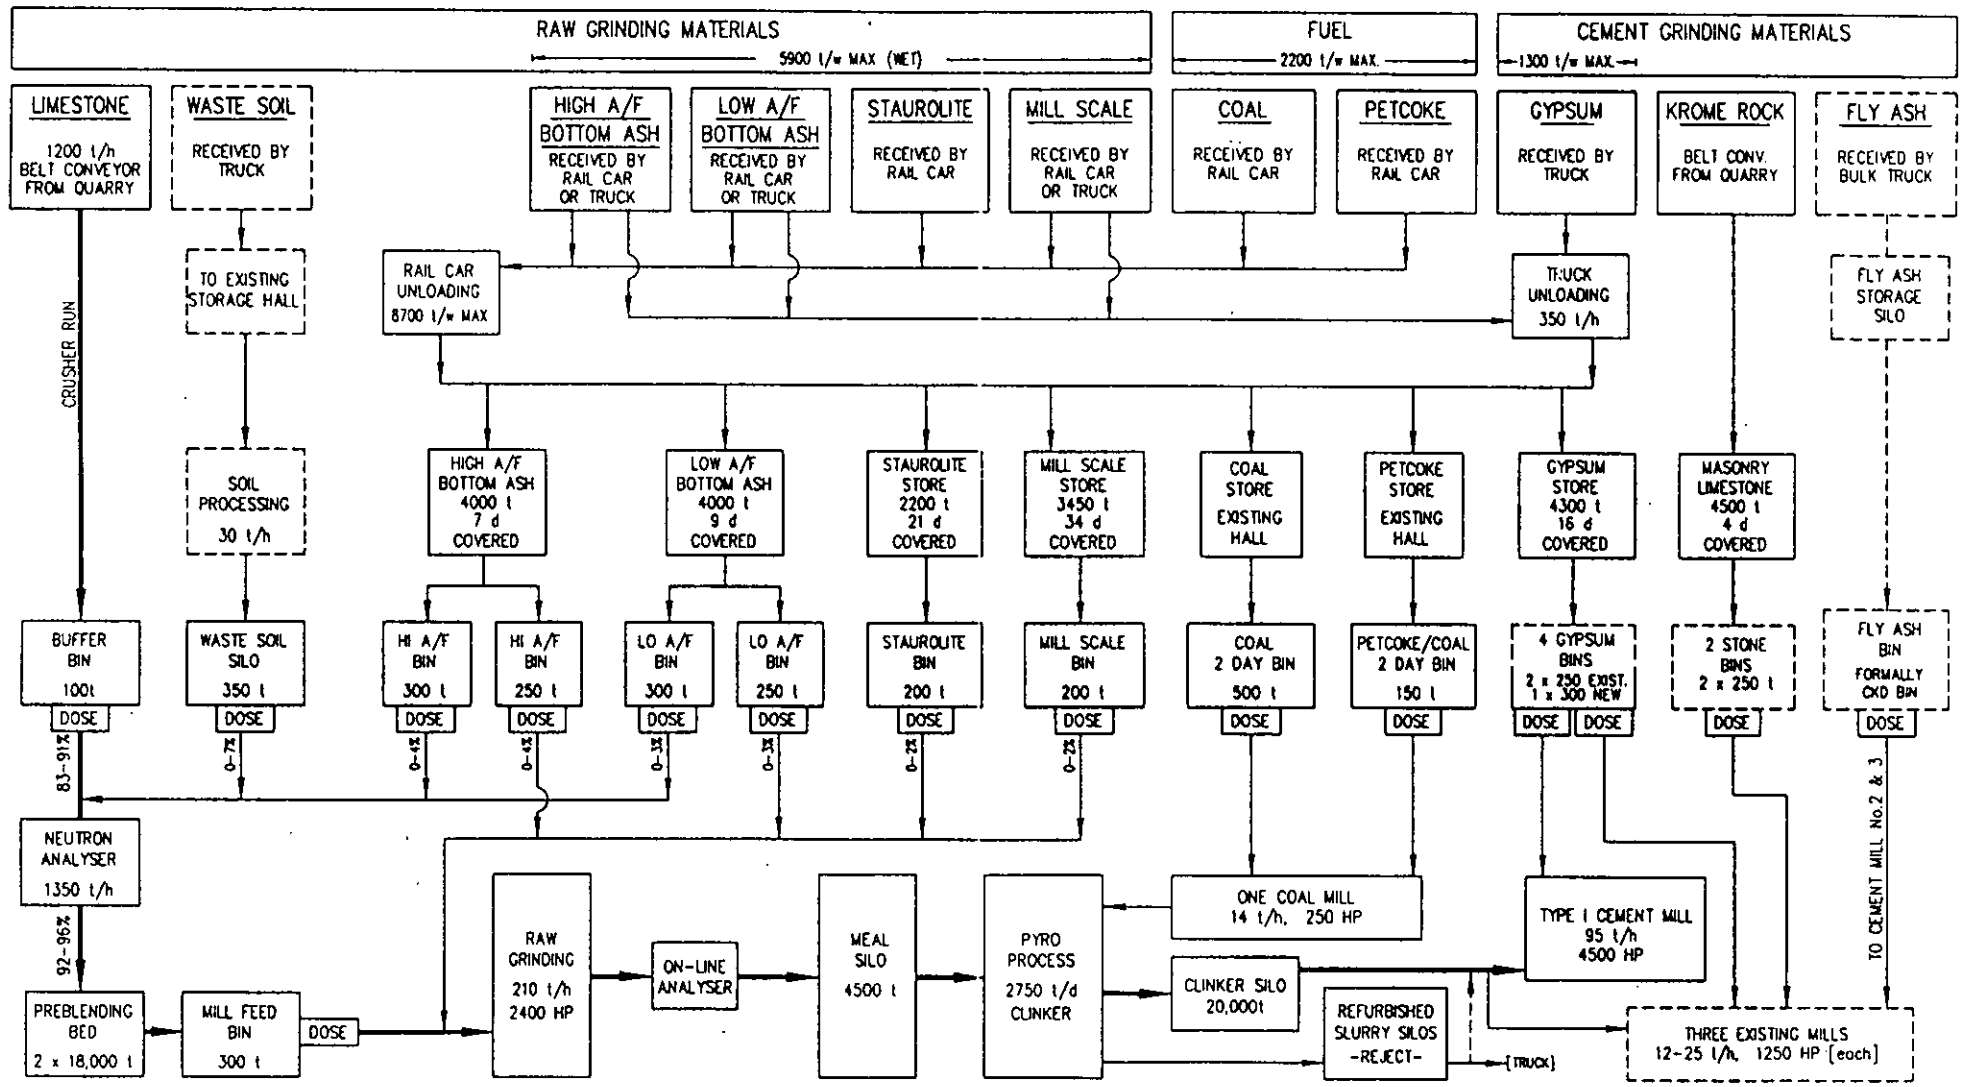 RAW GRINDING MATERIALS
5900 t/w MAX (WET)
FUEL
2200 t/w MAX.
CEMENT GRINDING MATERIALS
1300 t/w MAX.
LIMESTONE
1200 t/h
BELT CONVEYOR
FROM QUARRY
WASTE SOIL
RECEIVED BY
TRUCK
HIGH A/F
BOTTOM ASH
RECEIVED BY
RAIL CAR
OR TRUCK
LOW A/F
BOTTOM ASH
RECEIVED BY
RAIL CAR
OR TRUCK
STAUROLITE
RECEIVED BY
RAIL CAR
MILL SCALE
RECEIVED BY
RAIL CAR
OR TRUCK
COAL
RECEIVED BY
RAIL CAR
PETCOKE
RECEIVED BY
RAIL CAR
GYPSUM
RECEIVED BY
TRUCK
KROME ROCK
BELT CONV.
FROM QUARRY
FLY ASH
RECEIVED BY
BULK TRUCK
CRUSHER RUN
TO EXISTING
STORAGE HALL
RAIL CAR
UNLOADING
8700 t/w MAX
TRUCK
UNLOADING
350 t/h
FLY ASH
STORAGE
SILO
SOIL
PROCESSING
30 t/h
HIGH A/F
BOTTOM ASH
4000 t
7 d
COVERED
LOW A/F
BOTTOM ASH
4000 t
9 d
COVERED
STAUROLITE
STORE
2200 t
21 d
COVERED
MILL SCALE
STORE
3450 t
34 d
COVERED
COAL
STORE
EXISTING
HALL
PETCOKE
STORE
EXISTING
HALL
GYPSUM
STORE
4300 t
16 d
COVERED
MASONRY
LIMESTONE
4500 t
4 d
COVERED
BUFFER
BIN
100t
DOSE
WASTE SOIL
SILO
350 t
DOSE
HI A/F
BIN
300 t
DOSE
HI A/F
BIN
250 t
DOSE
LO A/F
BIN
300 t
DOSE
LO A/F
BIN
250 t
DOSE
STAUROLITE
BIN
200 t
DOSE
MILL SCALE
BIN
200 t
DOSE
COAL
2 DAY BIN
500 t
DOSE
PETCOKE/COAL
2 DAY BIN
150 t
DOSE
4 GYPSUM
BINS
2 x 250 EXIST.
1 x 300 NEW
DOSE
DOSE
2 STONE
BINS
2 x 250 t
DOSE
FLY ASH
BIN
FORMALLY
CKD BIN
DOSE
83-91%
0-7%
0-4%
0-4%
0-3%
0-3%
0-2%
0-2%
TO CEMENT MILL No.2 & 3
NEUTRON
ANALYSER
1350 t/h
92-96%
PREBLENDING
BED
2 x 18,000 t
MILL FEED
BIN
300 t
DOSE
RAW
GRINDING
210 t/h
2400 HP
ON-LINE
ANALYSER
MEAL
SILO
4500 t
PYRO
PROCESS
2750 t/d
CLINKER
ONE COAL MILL
14 t/h, 250 HP
CLINKER SILO
20,000t
REFURBISHED
SLURRY SILOS
-REJECT-
[TRUCK]
TYPE I CEMENT MILL
95 t/h
4500 HP
THREE EXISTING MILLS
12-25 t/h, 1250 HP [each]